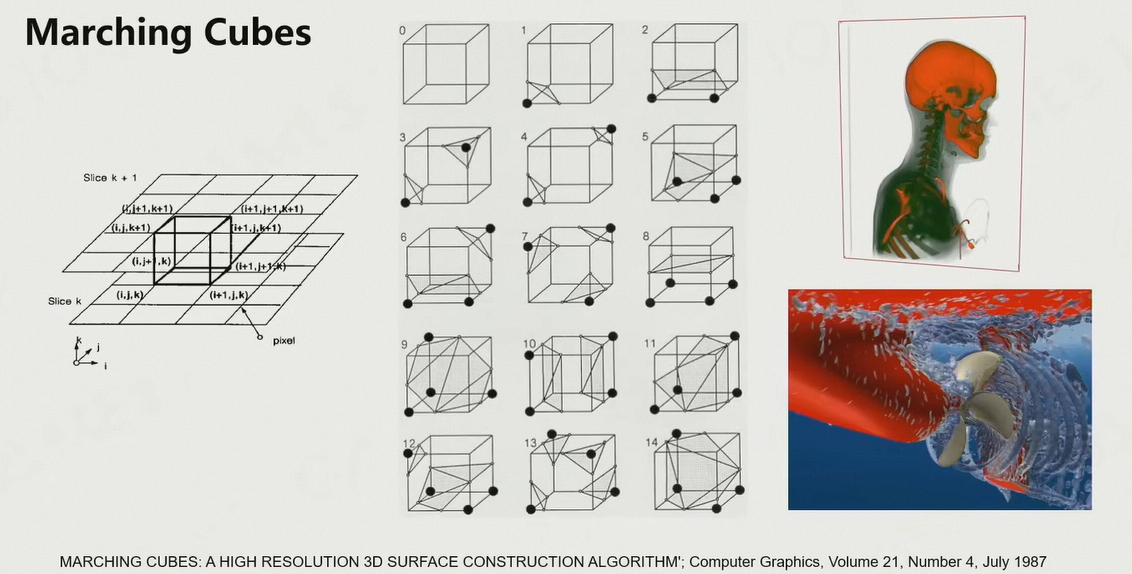 Marching Cubes
Slice k + 1
(i,j+1,k+1)
(i+1,j+1,k+1)
(i,j,k+1)
(i+1,j,k+1)
(i,j+1,k)
(i+1,j+1,k)
Slice k
(i,j,k)
(i+1,j,k)
pixel
k
j
i
0 1 2
3 4 5
6 7 8
9 10 11
12 13 14
MARCHING CUBES: A HIGH RESOLUTION 3D SURFACE CONSTRUCTION ALGORITHM'; Computer Graphics, Volume 21, Number 4, July 1987